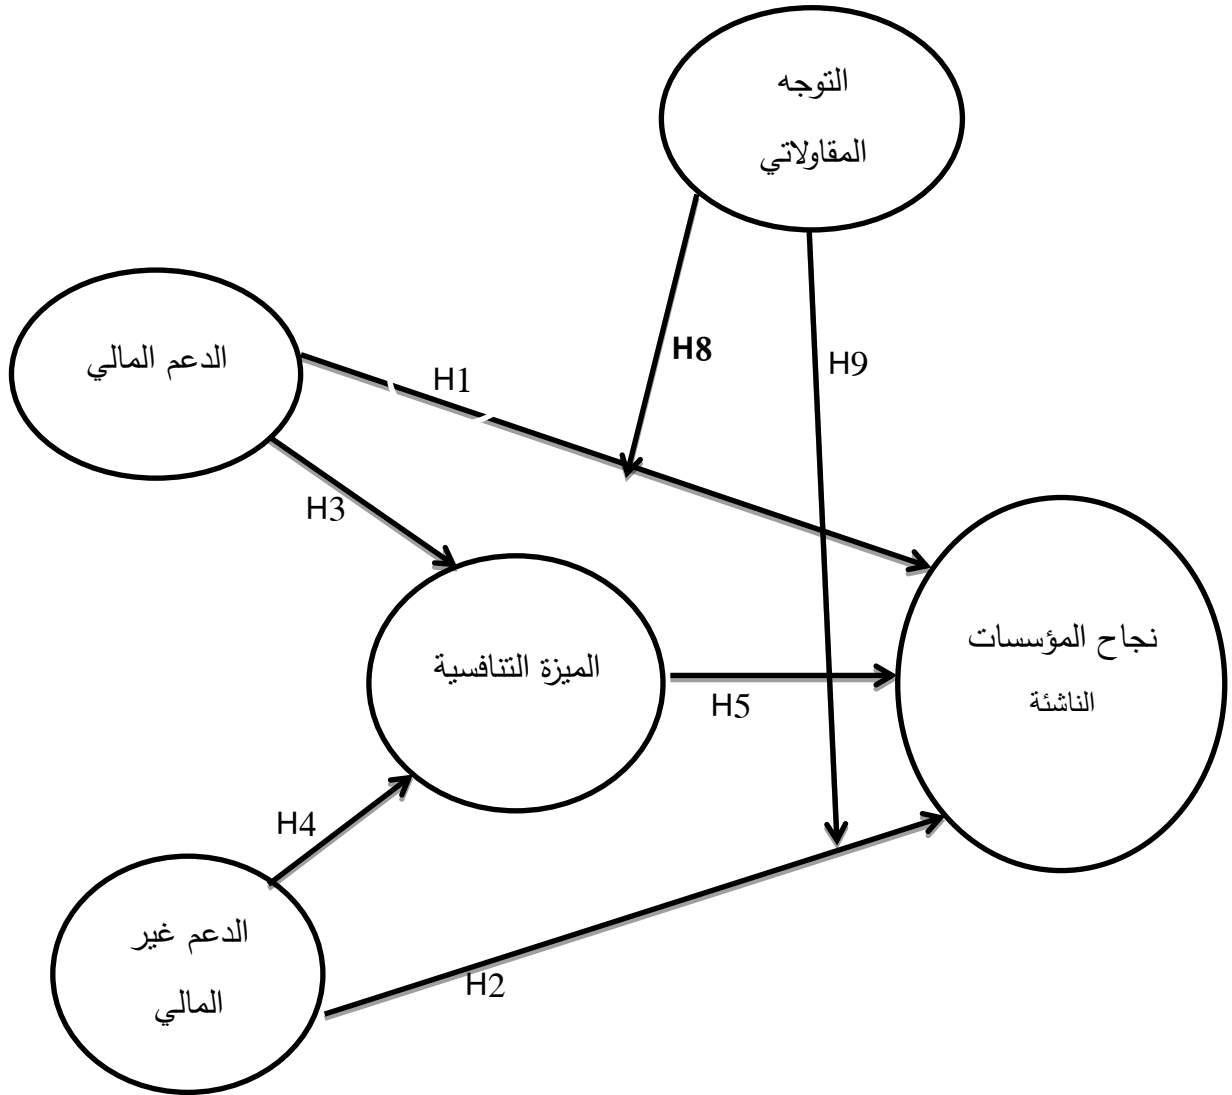 التوجه
المقاولاتي
الدعم المالي
H1
H8
H9
H3
الميزة التنافسية
نجاح المؤسسات
الناشئة
H5
H4
الدعم غير
المالي
H2